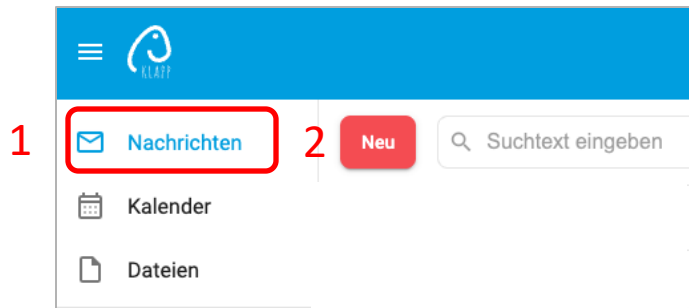 KLAPP
1 Nachrichten 2 Neu Suchtext eingeben
Kalender
Dateien